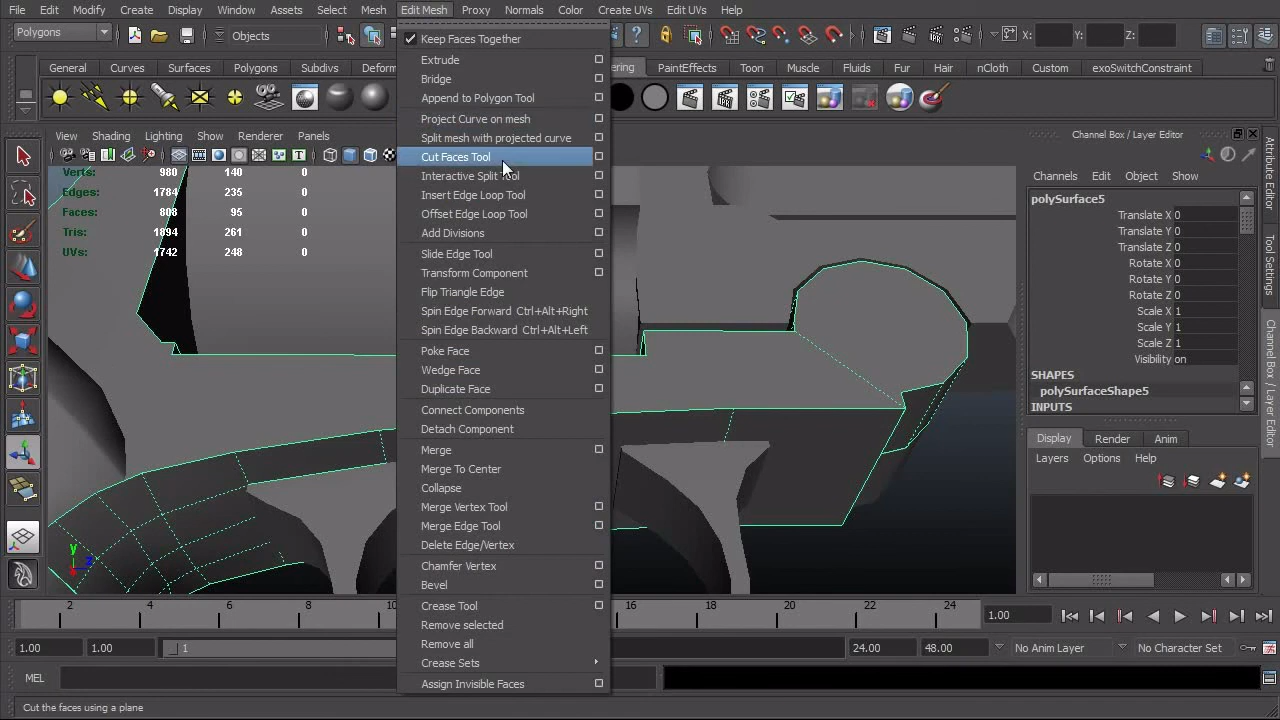 File Edit Modify Create Display Window Assets Select Mesh Edit Mesh Proxy Normals Color Create UVs Edit UVs Help
Polygons Objects X: Y: Z:
General Curves Surfaces Polygons Subdivs Deform ering PaintEffects Toon Muscle Fluids Fur Hair nCloth Custom exoSwitchConstraint
View Shading Lighting Show Renderer Panels
Verts: 980 140 0
Edges: 1784 235 0
Faces: 808 95 0
Tris: 1894 261 0
UVs: 1742 248 0
Keep Faces Together
Extrude
Bridge
Append to Polygon Tool
Project Curve on mesh
Split mesh with projected curve
Cut Faces Tool
Interactive Split Tool
Insert Edge Loop Tool
Offset Edge Loop Tool
Add Divisions
Slide Edge Tool
Transform Component
Flip Triangle Edge
Spin Edge Forward Ctrl+Alt+Right
Spin Edge Backward Ctrl+Alt+Left
Poke Face
Wedge Face
Duplicate Face
Connect Components
Detach Component
Merge
Merge To Center
Collapse
Merge Vertex Tool
Merge Edge Tool
Delete Edge/Vertex
Chamfer Vertex
Bevel
Crease Tool
Remove selected
Remove all
Crease Sets
Assign Invisible Faces
Channel Box / Layer Editor
Channels Edit Object Show
polySurface5
Translate X 0
Translate Y 0
Translate Z 0
Rotate X 0
Rotate Y 0
Rotate Z 0
Scale X 1
Scale Y 1
Scale Z 1
Visibility on
SHAPES
polySurfaceShape5
INPUTS
Display Render Anim
Layers Options Help
Attribute Editor
Tool Settings
Channel Box / Layer Editor
y
z
2 4 6 8 10 16 18 20 22 24 1.00
1.00 1.00 1 24.00 48.00 No Anim Layer No Character Set
MEL
Cut the faces using a plane